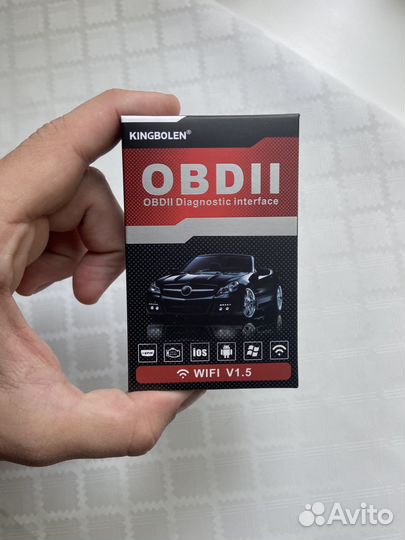 KINGBOLEN®
OBDII
OBDII Diagnostic interface
iOS
WIFI V1.5
Avito